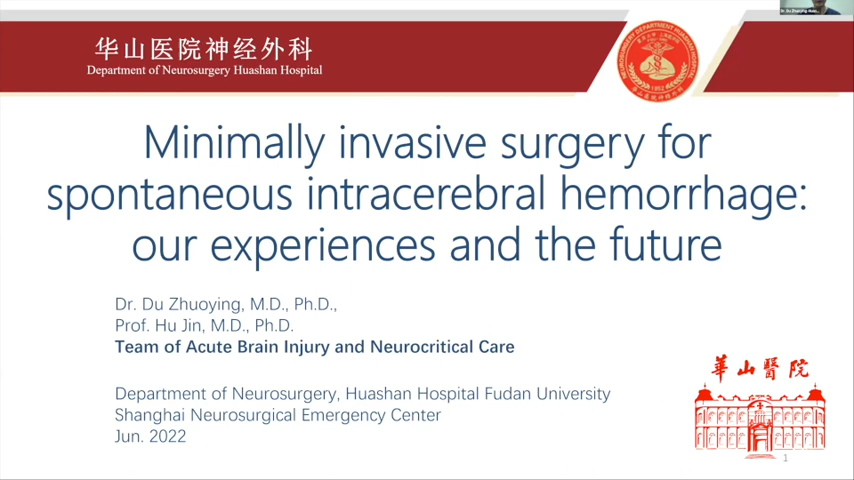 华山医院神经外科
Department of Neurosurgery Huashan Hospital
Minimally invasive surgery for
spontaneous intracerebral hemorrhage:
our experiences and the future
Dr. Du Zhuoying, M.D., Ph.D.,
Prof. Hu Jin, M.D., Ph.D.
Team of Acute Brain Injury and Neurocritical Care
Department of Neurosurgery, Huashan Hospital Fudan University
Shanghai Neurosurgical Emergency Center
Jun. 2022
華山醫院
1